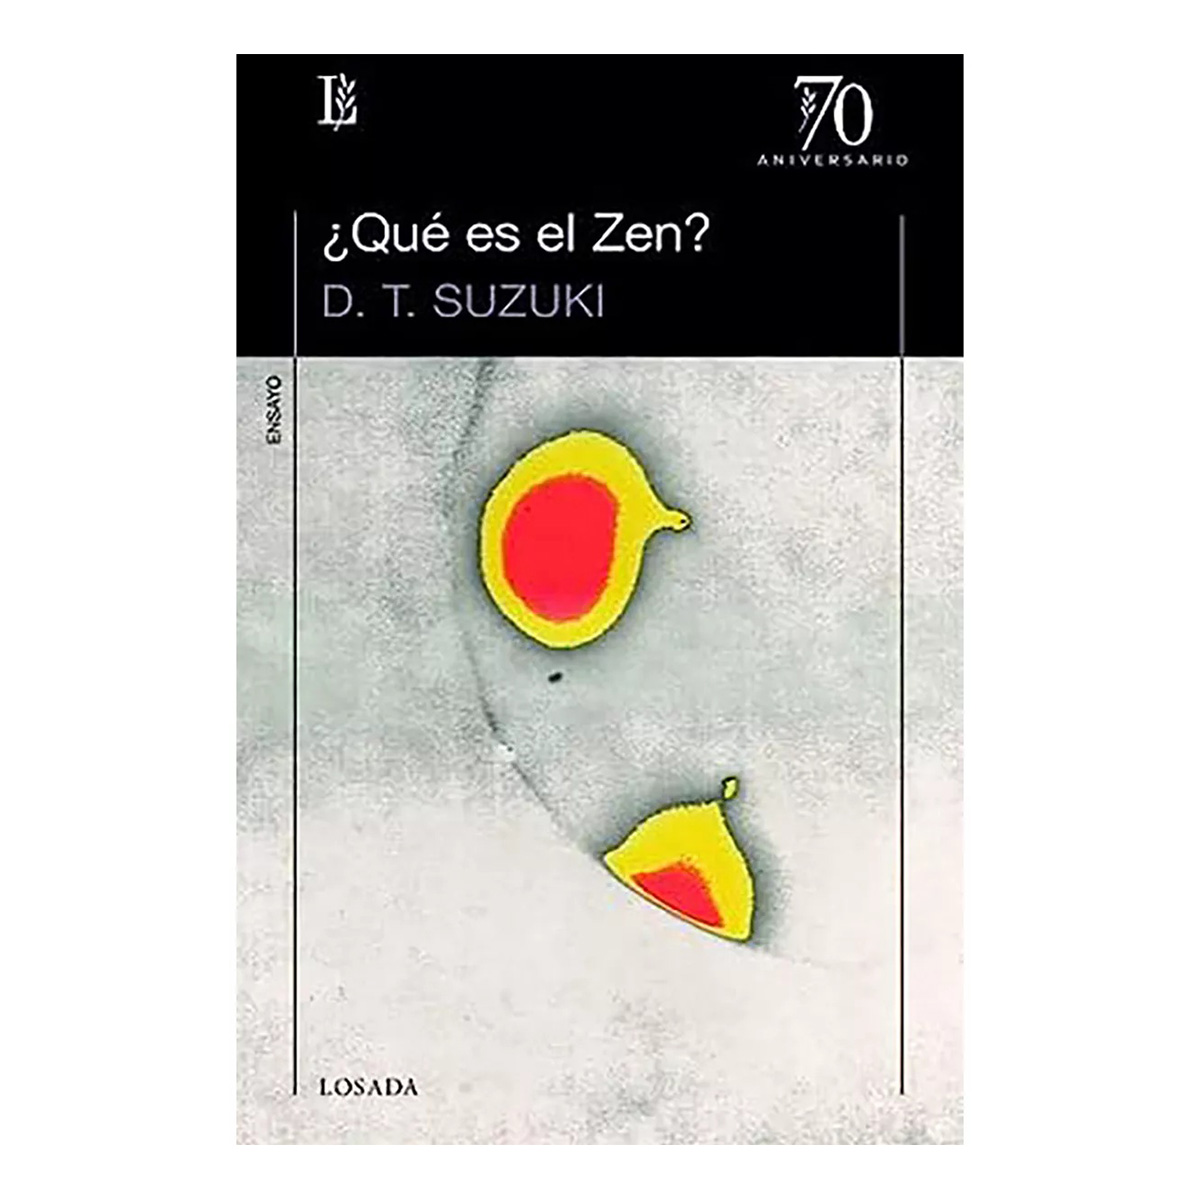 L
70
ANIVERSARIO
¿Qué es el Zen?
D. T. SUZUKI
ENSAYO
LOSADA